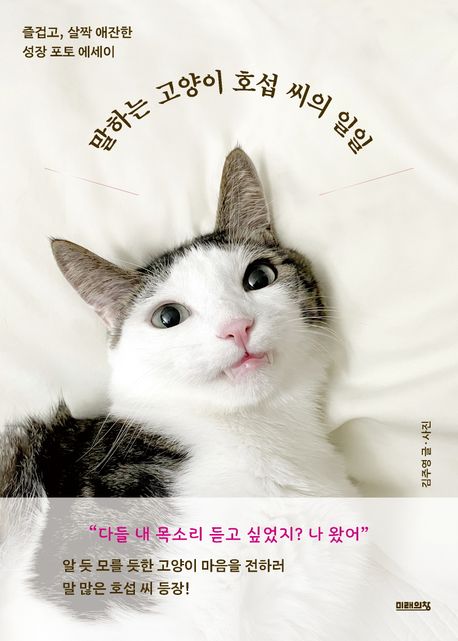 즐겁고, 살짝 애잔한
성장 포토 에세이
말하는 고양이 호섭 씨의 일일
김주영 글·사진
“다들 내 목소리 듣고 싶었지? 나 왔어”
알 듯 모를 듯한 고양이 마음을 전하러
말 많은 호섭 씨 등장!
미래의창